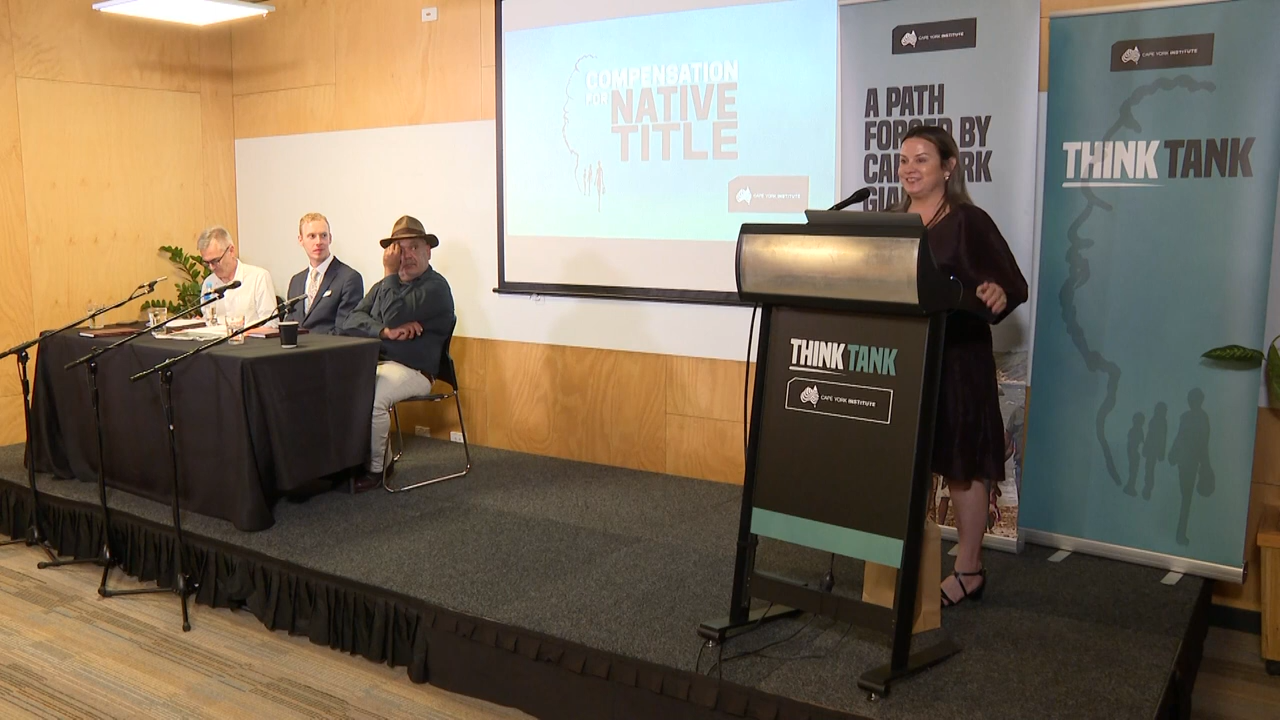 COMPENSATION
FOR NATIVE
TITLE
CAPE YORK INSTITUTE
CAPE YORK INSTITUTE
A PATH
FORGED BY
CAPE YORK
CAPE YORK INSTITUTE
THINK TANK
THINK TANK
CAPE YORK INSTITUTE